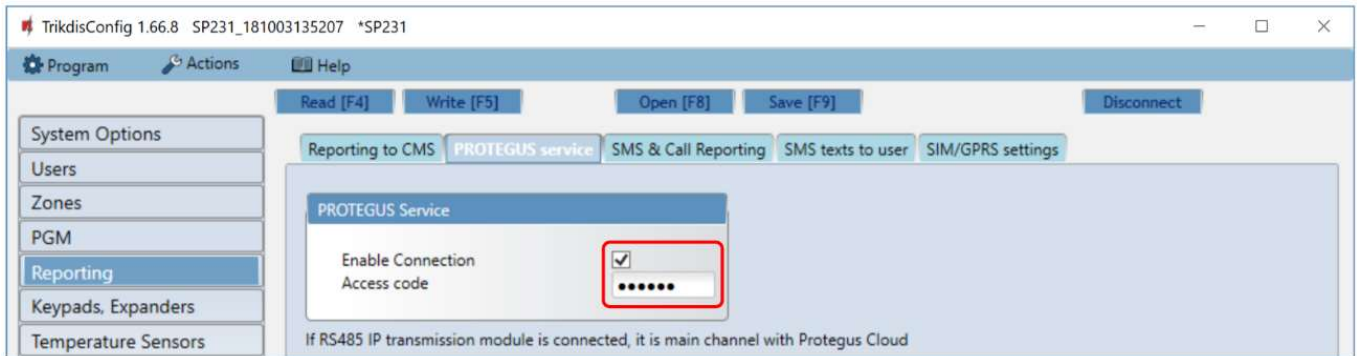 TrikdisConfig 1.66.8 SP231_181003135207 *SP231
Program Actions Help
Read [F4] Write [F5] Open [F8] Save [F9] Disconnect
System Options
Users
Zones
PGM
Reporting
Keypads, Expanders
Temperature Sensors
Reporting to CMS PROTEGUS service SMS & Call Reporting SMS texts to user SIM/GPRS settings
PROTEGUS Service
Enable Connection
Access code ••••••
If RS485 IP transmission module is connected, it is main channel with Protegus Cloud